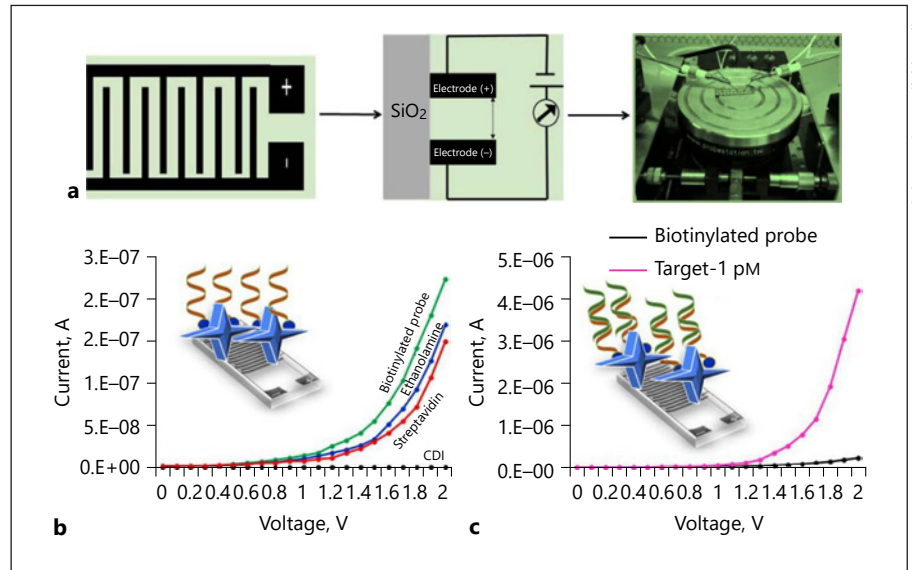 +
–
SiO₂
Electrode (+)
Electrode (–)
a
3.E–07
2.E–07
2.E–07
1.E–07
5.E–08
0.E+00
Current, A
Biotinylated probe
Ethanolamine
Streptavidin
CDI
0 0.2 0.4 0.6 0.8 1 1.2 1.4 1.6 1.8 2
Voltage, V
b
Biotinylated probe
Target-1 pM
5.E–06
4.E–06
3.E–06
2.E–06
1.E–06
0.E–00
Current, A
0 0.2 0.4 0.6 0.8 1 1.2 1.4 1.6 1.8 2
Voltage, V
c